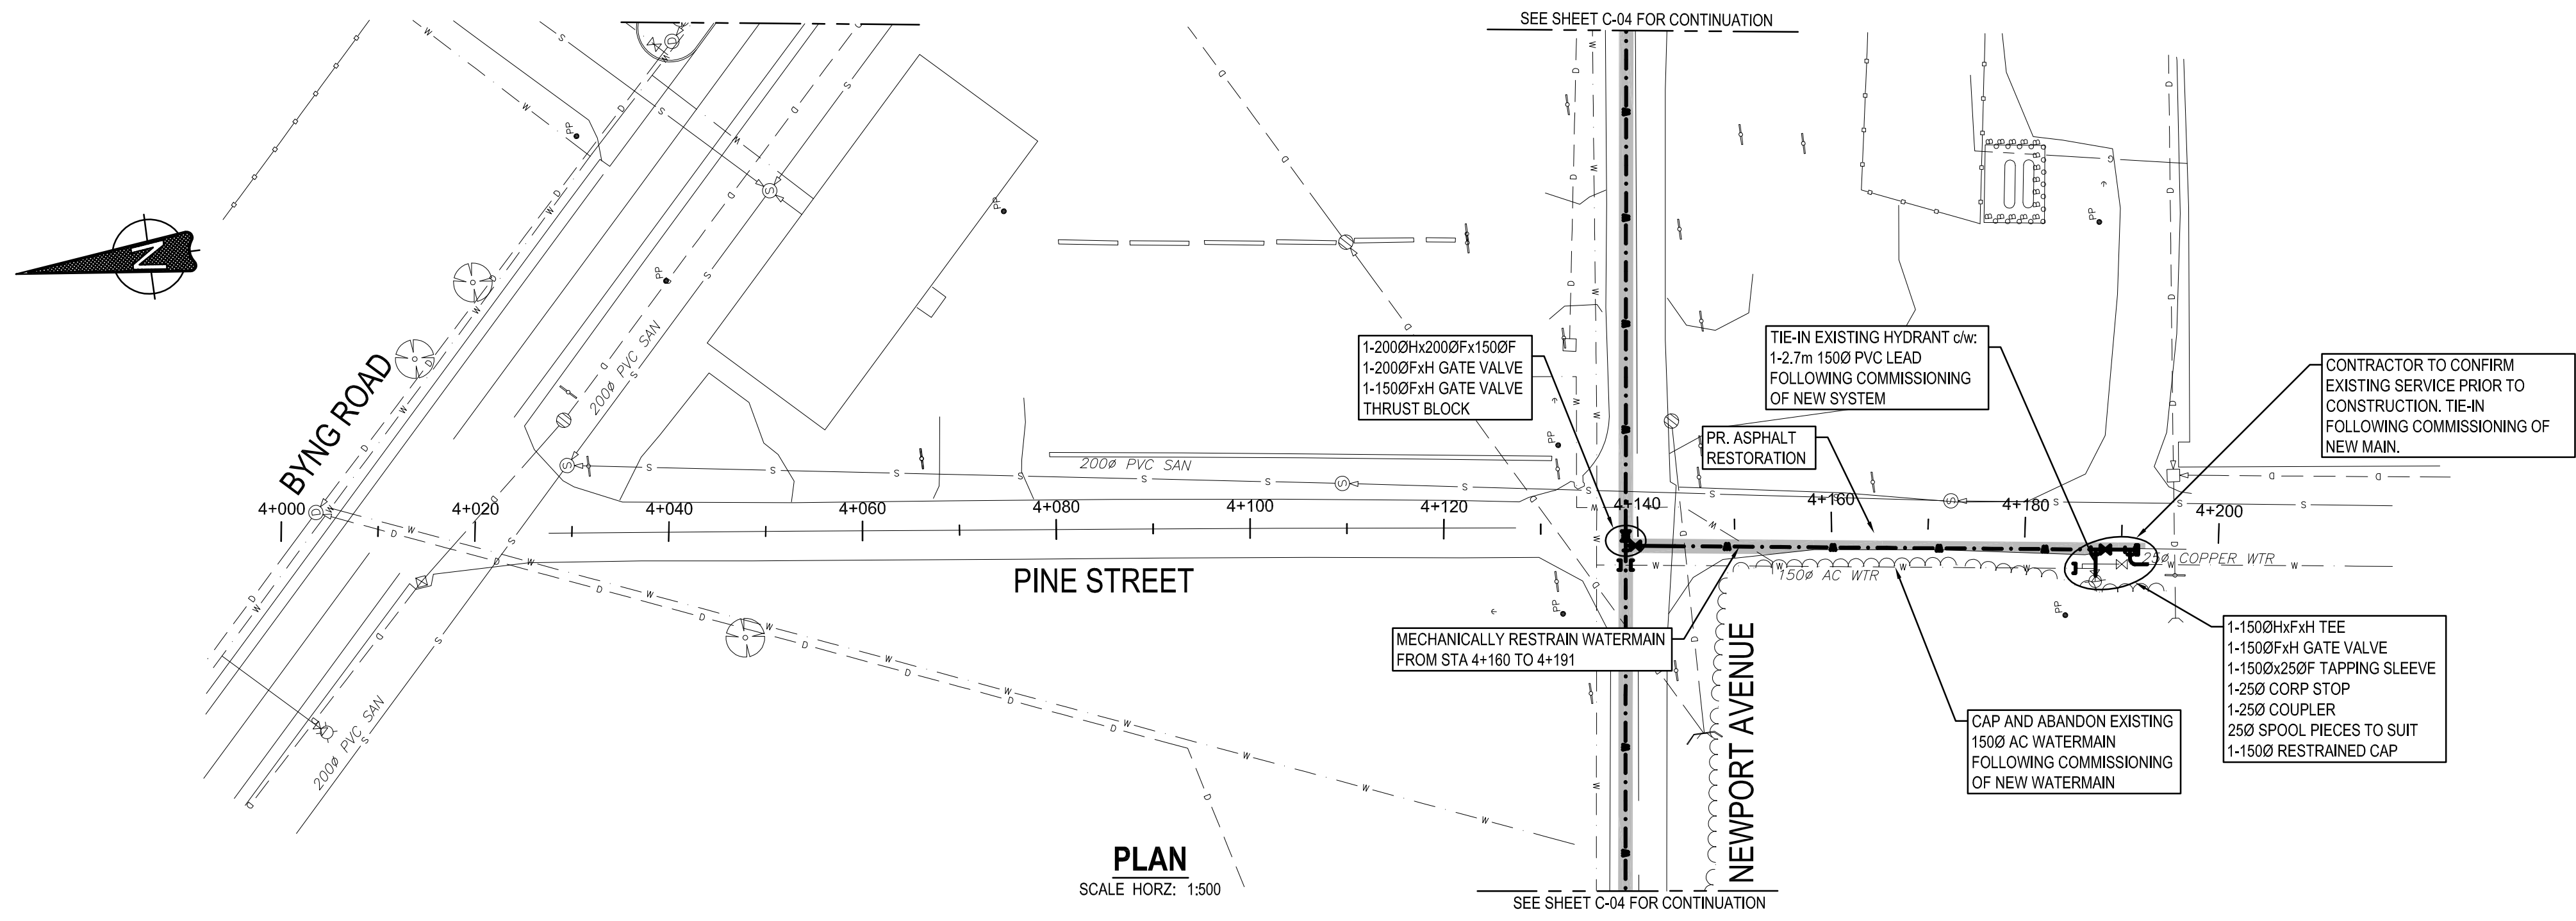 SEE SHEET C-04 FOR CONTINUATION
N
BYNG ROAD
200Ø PVC SAN
200Ø PVC SAN
200Ø PVC SAN
PP
PP
PP
PP
PP
PP
PP
1-200ØHx200ØFx150ØF
1-200ØFxH GATE VALVE
1-150ØFxH GATE VALVE
THRUST BLOCK
TIE-IN EXISTING HYDRANT c/w:
1-2.7m 150Ø PVC LEAD
FOLLOWING COMMISSIONING
OF NEW SYSTEM
CONTRACTOR TO CONFIRM
EXISTING SERVICE PRIOR TO
CONSTRUCTION. TIE-IN
FOLLOWING COMMISSIONING OF
NEW MAIN.
PR. ASPHALT
RESTORATION
4+000
4+020
4+040
4+060
4+080
4+100
4+120
4+140
4+160
4+180
4+200
PINE STREET
150Ø AC WTR
25Ø COPPER WTR
MECHANICALLY RESTRAIN WATERMAIN
FROM STA 4+160 TO 4+191
NEWPORT AVENUE
CAP AND ABANDON EXISTING
150Ø AC WATERMAIN
FOLLOWING COMMISSIONING
OF NEW WATERMAIN
1-150ØHxFxH TEE
1-150ØFxH GATE VALVE
1-150Øx25ØF TAPPING SLEEVE
1-25Ø CORP STOP
1-25Ø COUPLER
25Ø SPOOL PIECES TO SUIT
1-150Ø RESTRAINED CAP
PLAN
SCALE HORZ: 1:500
SEE SHEET C-04 FOR CONTINUATION